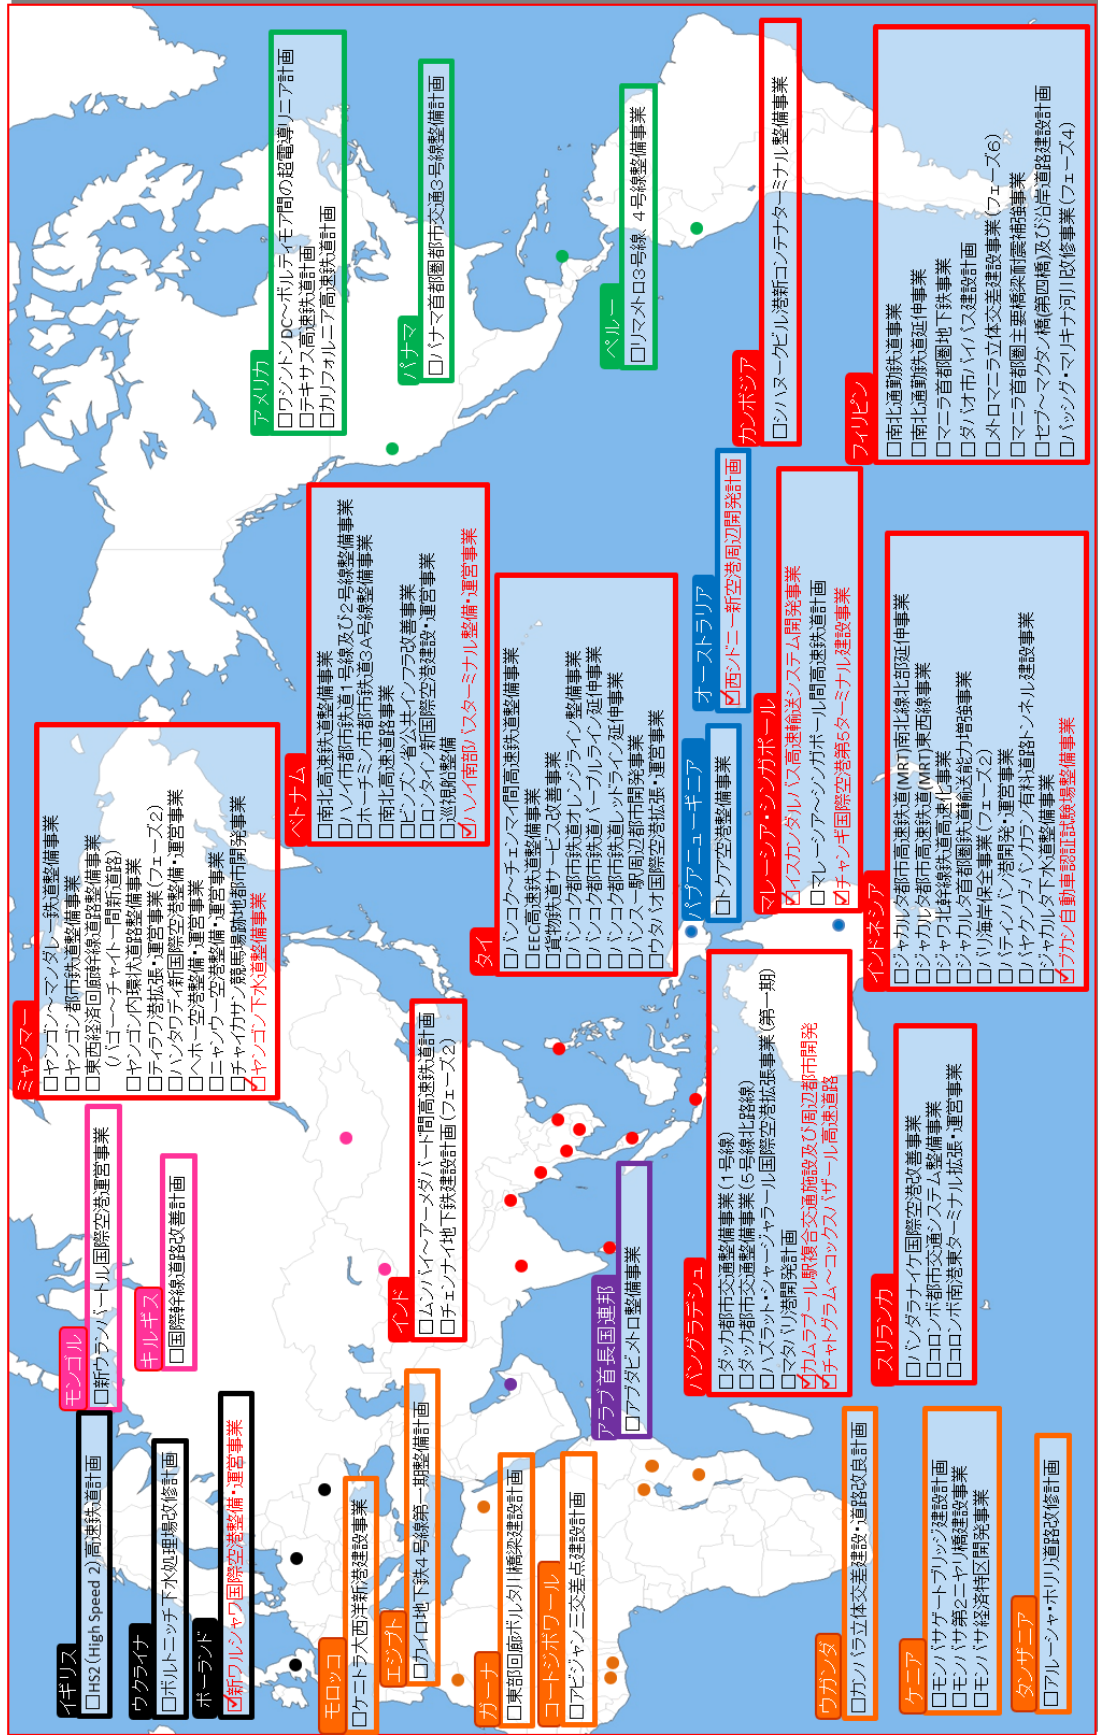 イギリス
□HS2（High Speed 2）高速鉄道計画
ウクライナ
□ボルトニッチ下水処理場改修計画
ポーランド
☑新ワルシャワ国際空港整備・運営事業
モロッコ
□ケニトラ大西洋新港建設事業
エジプト
□カイロ地下鉄4号線第一期整備計画
ガーナ
□東部回廊ボルタ川橋梁建設計画
コートジボワール
□アビジャン三交差点建設計画
ウガンダ
□カンパラ立体交差建設・道路改良計画
ケニア
□モンバサゲートブリッジ建設計画
□モンバサ第2ニヤリ橋建設事業
□モンバサ経済特区開発事業
タンザニア
□アルーシャ・ホリリ道路改修計画
モンゴル
□新ウランバートル国際空港運営事業
キルギス
□国際幹線道路改善計画
インド
□ムンバイ～アーメダバード間高速鉄道計画
□チェンナイ地下鉄建設計画（フェーズ2）
アラブ首長国連邦
□アブダビメトロ整備事業
バングラデシュ
□ダッカ都市交通整備事業（1号線）
□ダッカ都市交通整備事業（5号線北路線）
□ハズラット・シャージャラール国際空港拡張事業（第一期）
□マタバリ港開発計画
☑カムラプール駅複合交通施設及び周辺都市開発
☑チャトグラム～コックスバザール高速道路
スリランカ
□バンダラナイケ国際空港改善事業
□コロンボ都市交通システム整備事業
□コロンボ南港東ターミナル拡張・運営事業
ミャンマー
□ヤンゴン～マンダレー鉄道整備事業
□ヤンゴン都市鉄道整備事業
□東西経済回廊幹線道路整備事業
（バゴー～チャイトー間新道路）
□ヤンゴン内環状道路整備事業
□ティラワ港拡張・運営事業（フェーズ2）
□ハンタワディ新国際空港整備・運営事業
□ヘホー空港整備・運営事業
□ニャンウー空港整備・運営事業
□チャイカサン競馬場跡地都市開発事業
☑ヤンゴン下水道整備事業
ベトナム
□南北高速鉄道整備事業
□ハノイ市都市鉄道1号線及び2号線整備事業
□ホーチミン市都市鉄道3A号線整備事業
□南北高速道路事業
□ビンズン省公共インフラ改善事業
□ロンタイン新国際空港建設・運営事業
□巡視船整備
☑ハノイ南部バスターミナル整備・運営事業
タイ
□バンコク～チェンマイ間高速鉄道整備事業
□EEC高速鉄道整備事業
□貨物鉄道サービス改善事業
□バンコク都市鉄道オレンジライン整備事業
□バンコク都市鉄道パープルライン延伸事業
□バンコク都市鉄道レッドライン延伸事業
□バンスー駅周辺都市開発事業
□ウタパオ国際空港拡張・運営事業
パプアニューギニア
□トクア空港整備事業
オーストラリア
☑西シドニー新空港周辺開発計画
マレーシア・シンガポール
☑イスカンダルバス高速輸送システム開発事業
□マレーシア～シンガポール間高速鉄道計画
☑チャンギ国際空港第5ターミナル建設事業
インドネシア
□ジャカルタ都市高速鉄道（MRT）南北線北部延伸事業
□ジャカルタ都市高速鉄道（MRT）東西線事業
□ジャワ北幹線鉄道高速化事業
□ジャカルタ首都圏鉄道輸送能力増強事業
□バリ海岸保全事業（フェーズ2）
□パティンバン港開発・運営事業
□パヤクンブ・パンカラン有料道路トンネル建設事業
□ジャカルタ下水道整備事業
☑ブカシ自動車認証試験場整備事業
アメリカ
□ワシントンDC～ボルティモア間の超電導リニア計画
□テキサス高速鉄道計画
□カリフォルニア高速鉄道計画
パナマ
□パナマ首都圏都市交通3号線整備計画
ペルー
□リマメトロ3号線、4号線整備事業
カンボジア
□シハヌークビル港新コンテナターミナル整備事業
フィリピン
□南北通勤鉄道事業
□南北通勤鉄道延伸事業
□マニラ首都圏地下鉄事業
□ダバオ市バイパス建設計画
□メトロマニラ立体交差建設事業（フェーズ6）
□マニラ首都圏主要橋梁耐震補強事業
□セブ～マクタン橋（第四橋）及び沿岸道路建設計画
□パッシグ・マリキナ河川改修事業（フェーズ4）